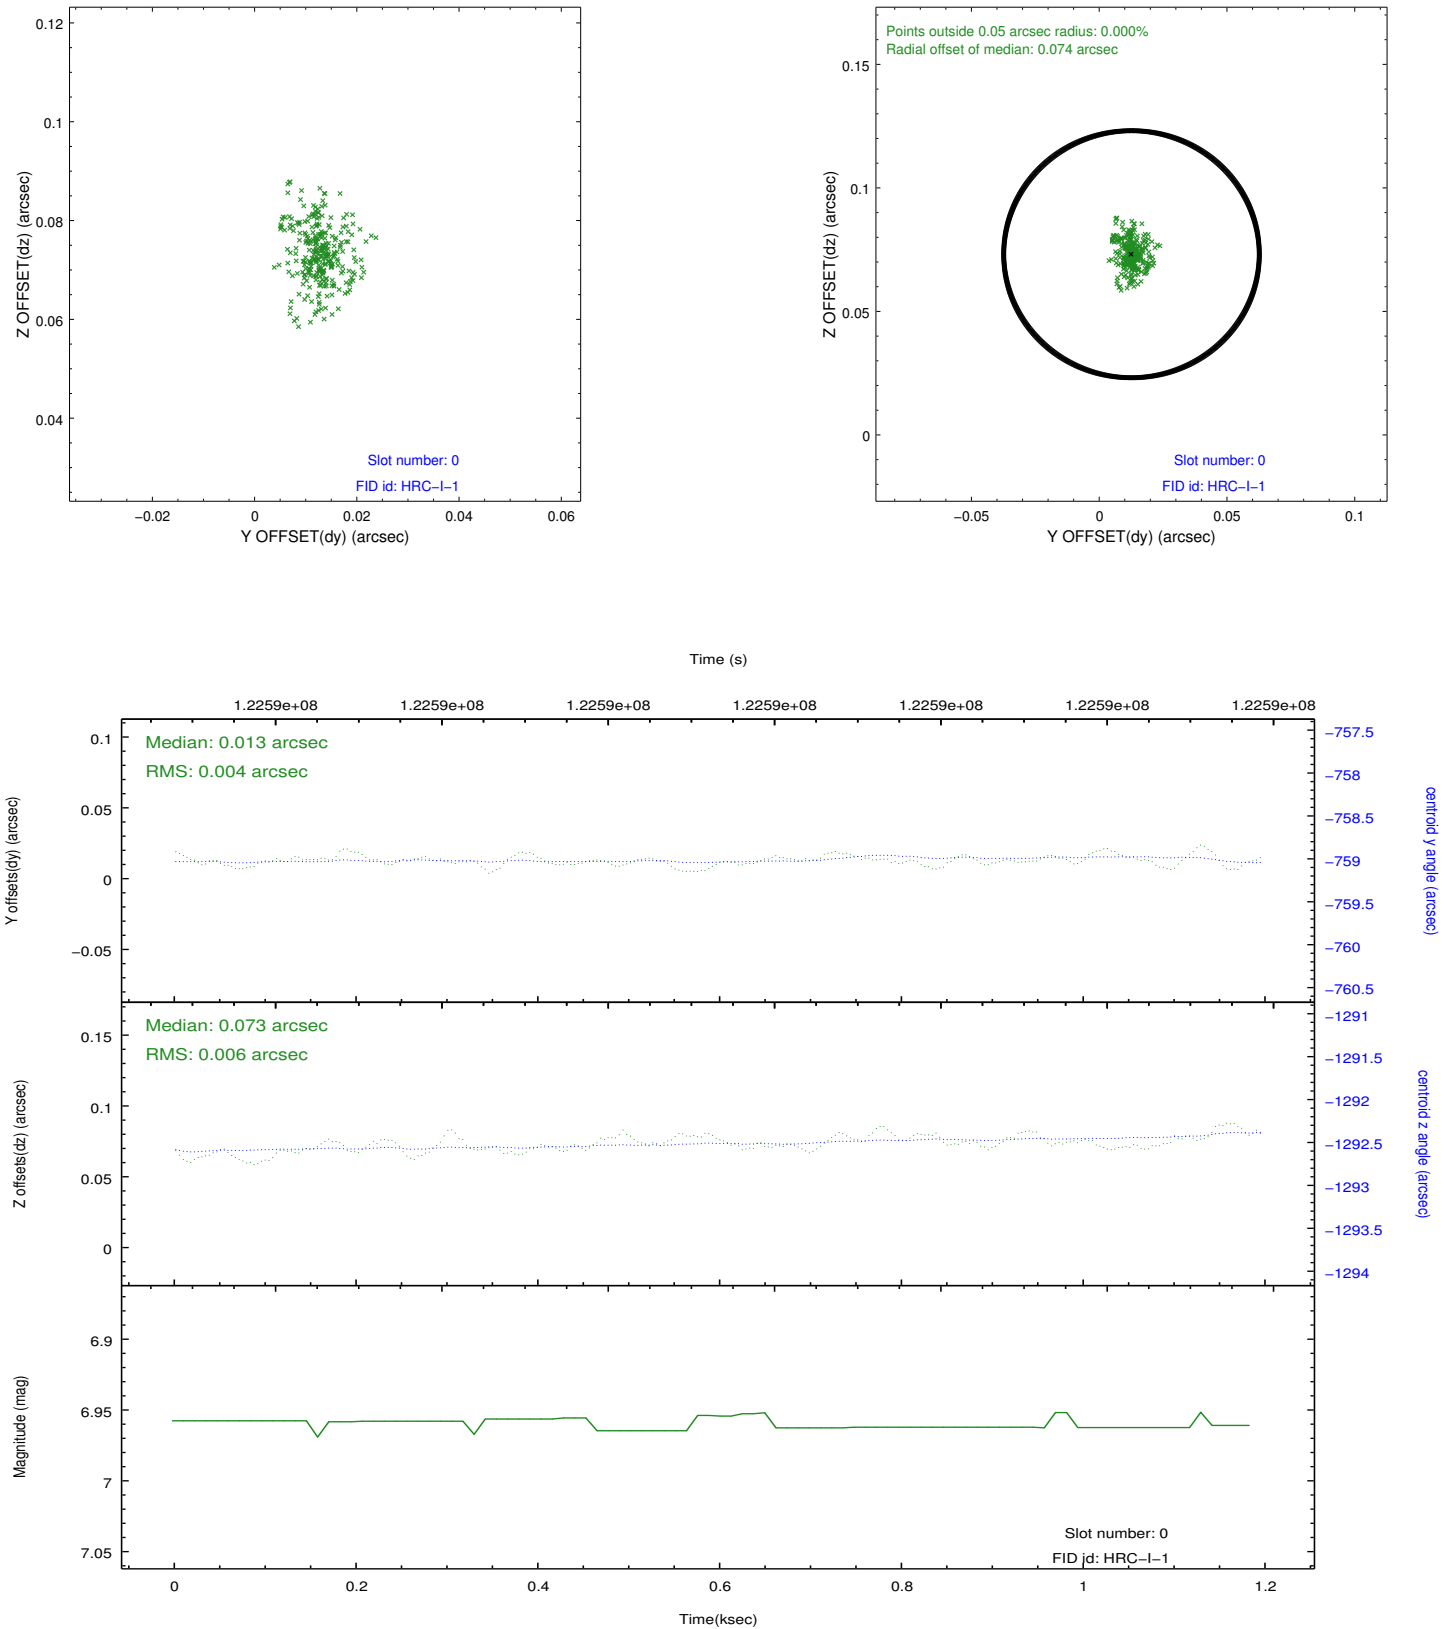 0.12
0.1
0.08
0.06
0.04
Z OFFSET(dz) (arcsec)
Slot number: 0
FID id: HRC−I−1
−0.02 0 0.02 0.04 0.06
Y OFFSET(dy) (arcsec)
Points outside 0.05 arcsec radius: 0.000%
Radial offset of median: 0.074 arcsec
0.15
0.1
0.05
0
Z OFFSET(dz) (arcsec)
Slot number: 0
FID id: HRC−I−1
−0.05 0 0.05 0.1
Y OFFSET(dy) (arcsec)
Time (s)
1.2259e+08 1.2259e+08 1.2259e+08 1.2259e+08 1.2259e+08 1.2259e+08 1.2259e+08
Median: 0.013 arcsec
RMS: 0.004 arcsec
0.1
0.05
0
−0.05
Y offsets(dy) (arcsec)
−757.5
−758
−758.5
−759
−759.5
−760
−760.5
centroid y angle (arcsec)
Median: 0.073 arcsec
RMS: 0.006 arcsec
0.15
0.1
0.05
0
Z offsets(dz) (arcsec)
−1291
−1291.5
−1292
−1292.5
−1293
−1293.5
−1294
centroid z angle (arcsec)
6.9
6.95
7
7.05
Magnitude (mag)
Slot number: 0
FID id: HRC−I−1
0 0.2 0.4 0.6 0.8 1 1.2
Time(ksec)